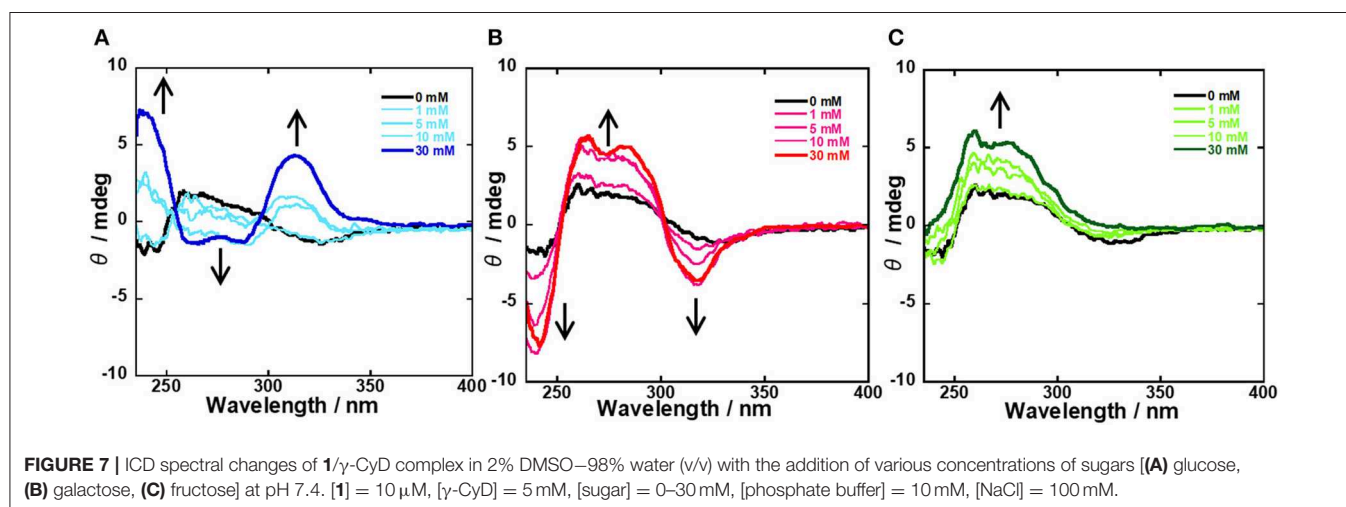 A
10
5
0
-5
-10
θ / mdeg
0 mM
1 mM
5 mM
10 mM
30 mM
250 300 350 400
Wavelength / nm
B
10
5
0
-5
-10
θ / mdeg
0 mM
1 mM
5 mM
10 mM
30 mM
250 300 350 400
Wavelength / nm
C
10
5
0
-5
-10
θ / mdeg
0 mM
1 mM
5 mM
10 mM
30 mM
250 300 350 400
Wavelength / nm
FIGURE 7 | ICD spectral changes of 1/γ-CyD complex in 2% DMSO−98% water (v/v) with the addition of various concentrations of sugars [(A) glucose,
(B) galactose, (C) fructose] at pH 7.4. [1] = 10 μM, [γ-CyD] = 5 mM, [sugar] = 0–30 mM, [phosphate buffer] = 10 mM, [NaCl] = 100 mM.